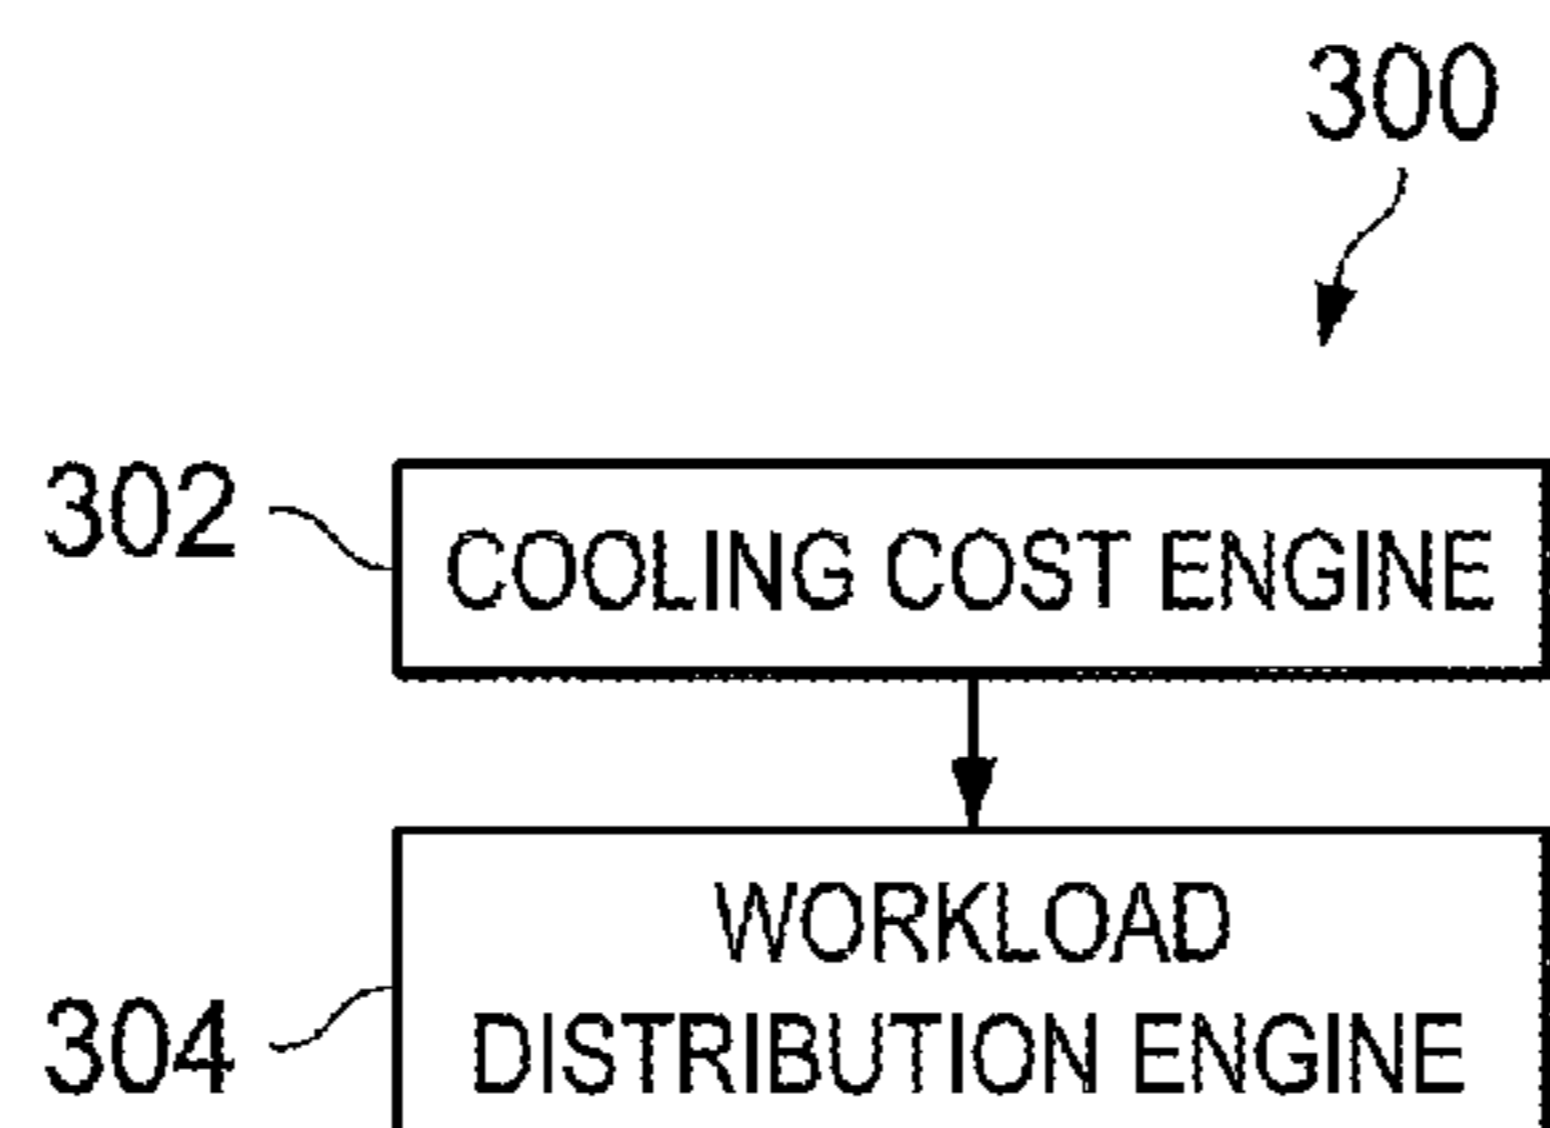 300
302
COOLING COST ENGINE
WORKLOAD
304
DISTRIBUTION ENGINE